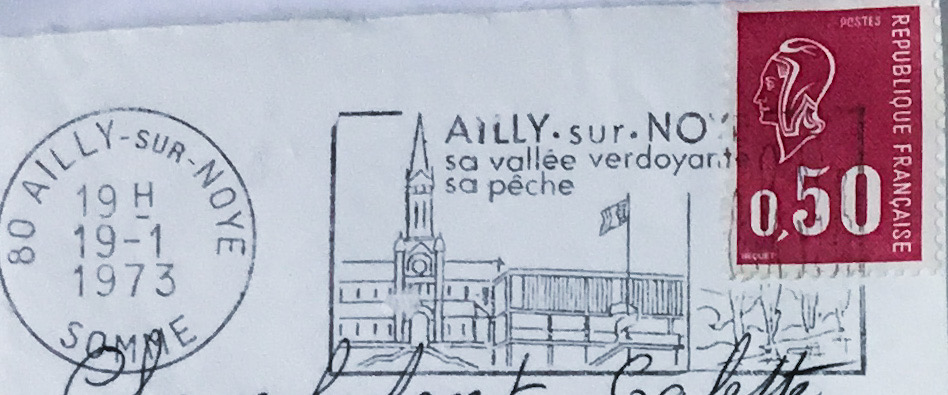 80 AILLY-SUR-NOYE
19 H
19-1
1973
SOMME
AILLY·sur·NOY
sa vallée verdoyante
sa pêche
POSTES
REPUBLIQUE FRANÇAISE
0,50